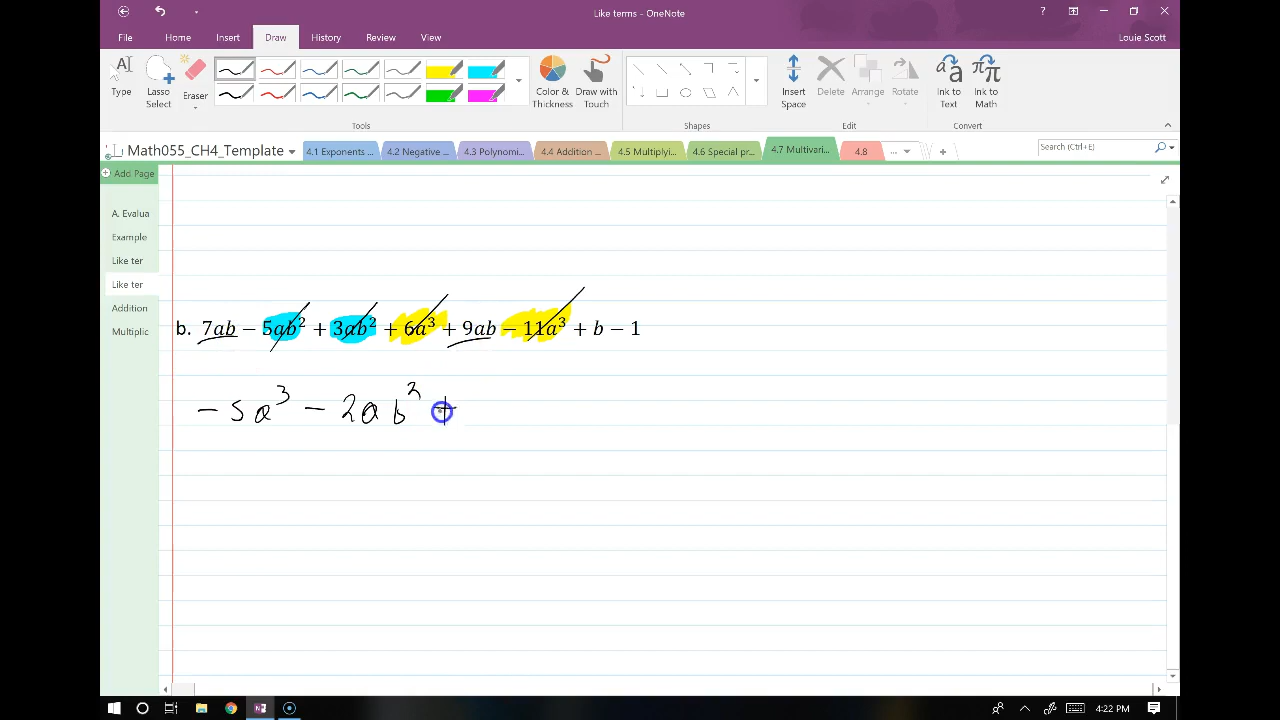 Like terms - OneNote
?
File Home Insert Draw History Review View
Louie Scott
Type
Lasso Select
Eraser
Color & Thickness
Draw with Touch
Insert Space
Delete
Arrange
Rotate
Ink to Text
Ink to Math
Tools
Shapes
Edit
Convert
Math055_CH4_Template
4.1 Exponents ...
4.2 Negative ...
4.3 Polynomi...
4.4 Addition ...
4.5 Multiplyi...
4.6 Special pr...
4.7 Multivari...
4.8
...
Search (Ctrl+E)
Add Page
A. Evalua
Example
Like ter
Like ter
Addition
Multiplic
b. 7ab − 5ab² + 3ab² + 6a³ + 9ab − 11a³ + b − 1
− 5a³ − 2ab² +
4:22 PM